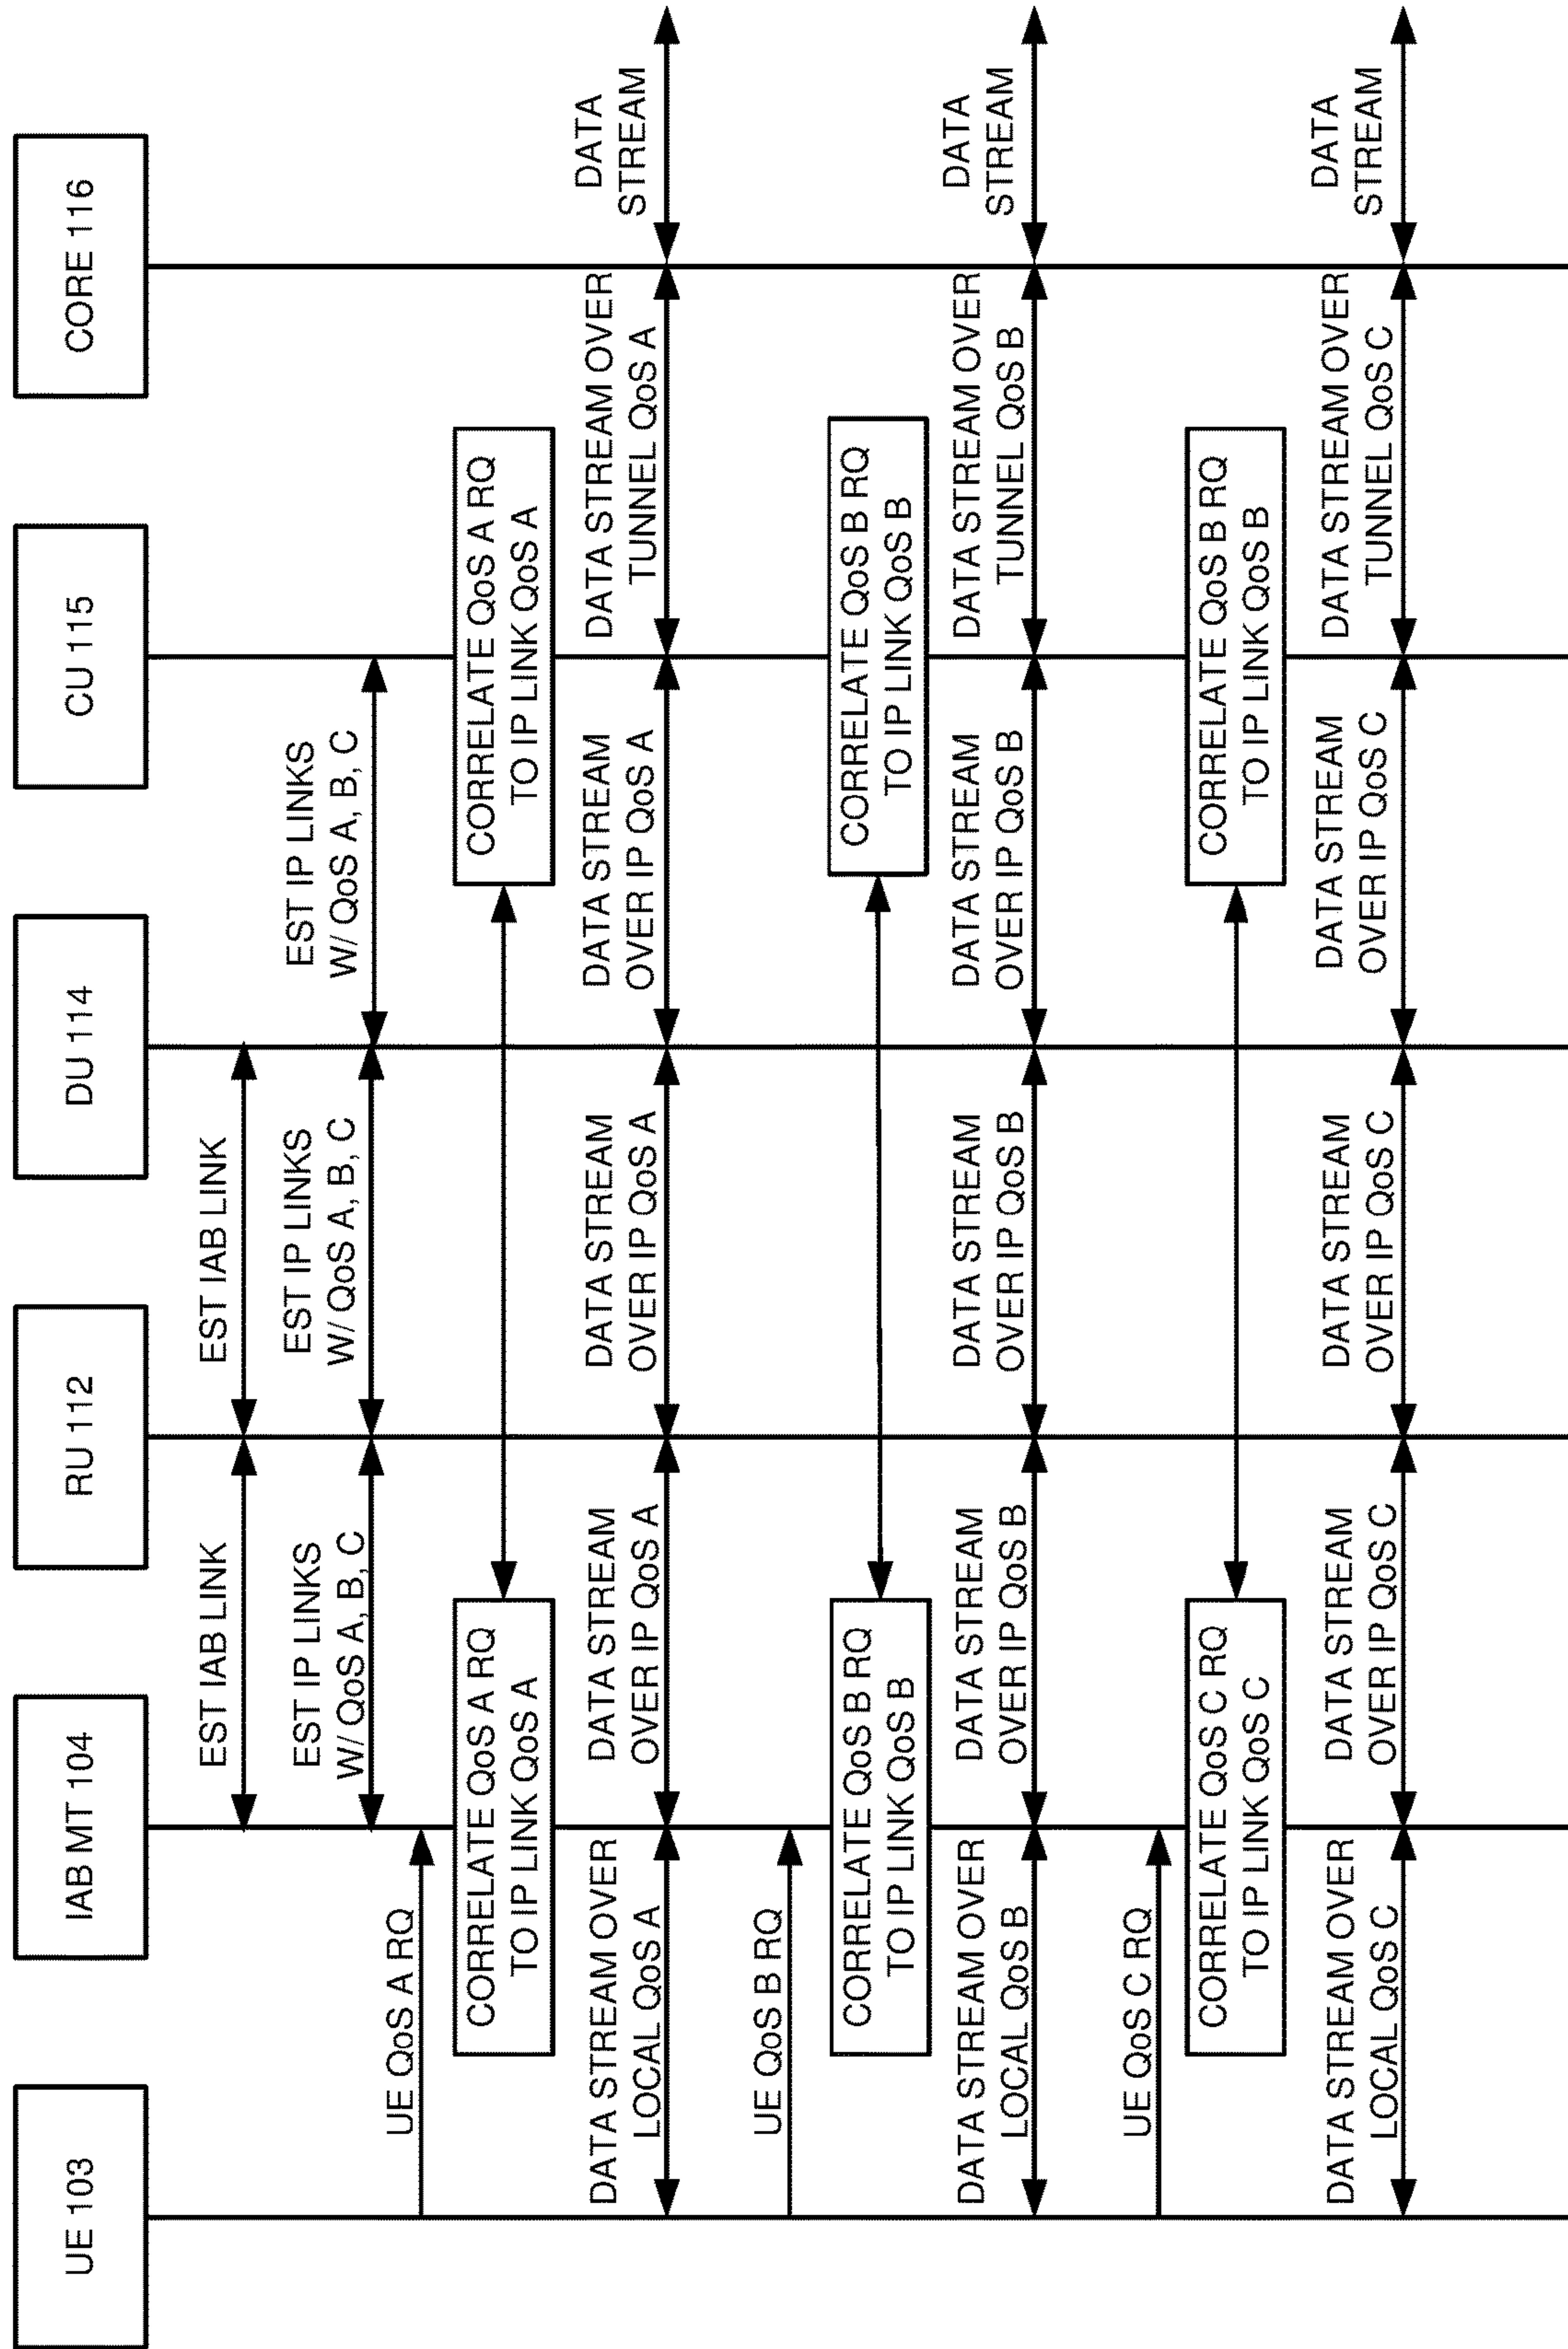 UE 103
IAB MT 104
RU 112
DU 114
CU 115
CORE 116
EST IAB LINK
EST IAB LINK
EST IP LINKS
W/ QoS A, B, C
EST IP LINKS
W/ QoS A, B, C
EST IP LINKS
W/ QoS A, B, C
UE QoS A RQ
CORRELATE QoS A RQ
TO IP LINK QoS A
CORRELATE QoS A RQ
TO IP LINK QoS A
DATA STREAM OVER
LOCAL QoS A
DATA STREAM
OVER IP QoS A
DATA STREAM
OVER IP QoS A
DATA STREAM
OVER IP QoS A
DATA STREAM OVER
TUNNEL QoS A
DATA
STREAM
UE QoS B RQ
CORRELATE QoS B RQ
TO IP LINK QoS B
CORRELATE QoS B RQ
TO IP LINK QoS B
DATA STREAM OVER
LOCAL QoS B
DATA STREAM
OVER IP QoS B
DATA STREAM
OVER IP QoS B
DATA STREAM
OVER IP QoS B
DATA STREAM OVER
TUNNEL QoS B
DATA
STREAM
UE QoS C RQ
CORRELATE QoS C RQ
TO IP LINK QoS C
CORRELATE QoS B RQ
TO IP LINK QoS B
DATA STREAM OVER
LOCAL QoS C
DATA STREAM
OVER IP QoS C
DATA STREAM
OVER IP QoS C
DATA STREAM
OVER IP QoS C
DATA STREAM OVER
TUNNEL QoS C
DATA
STREAM